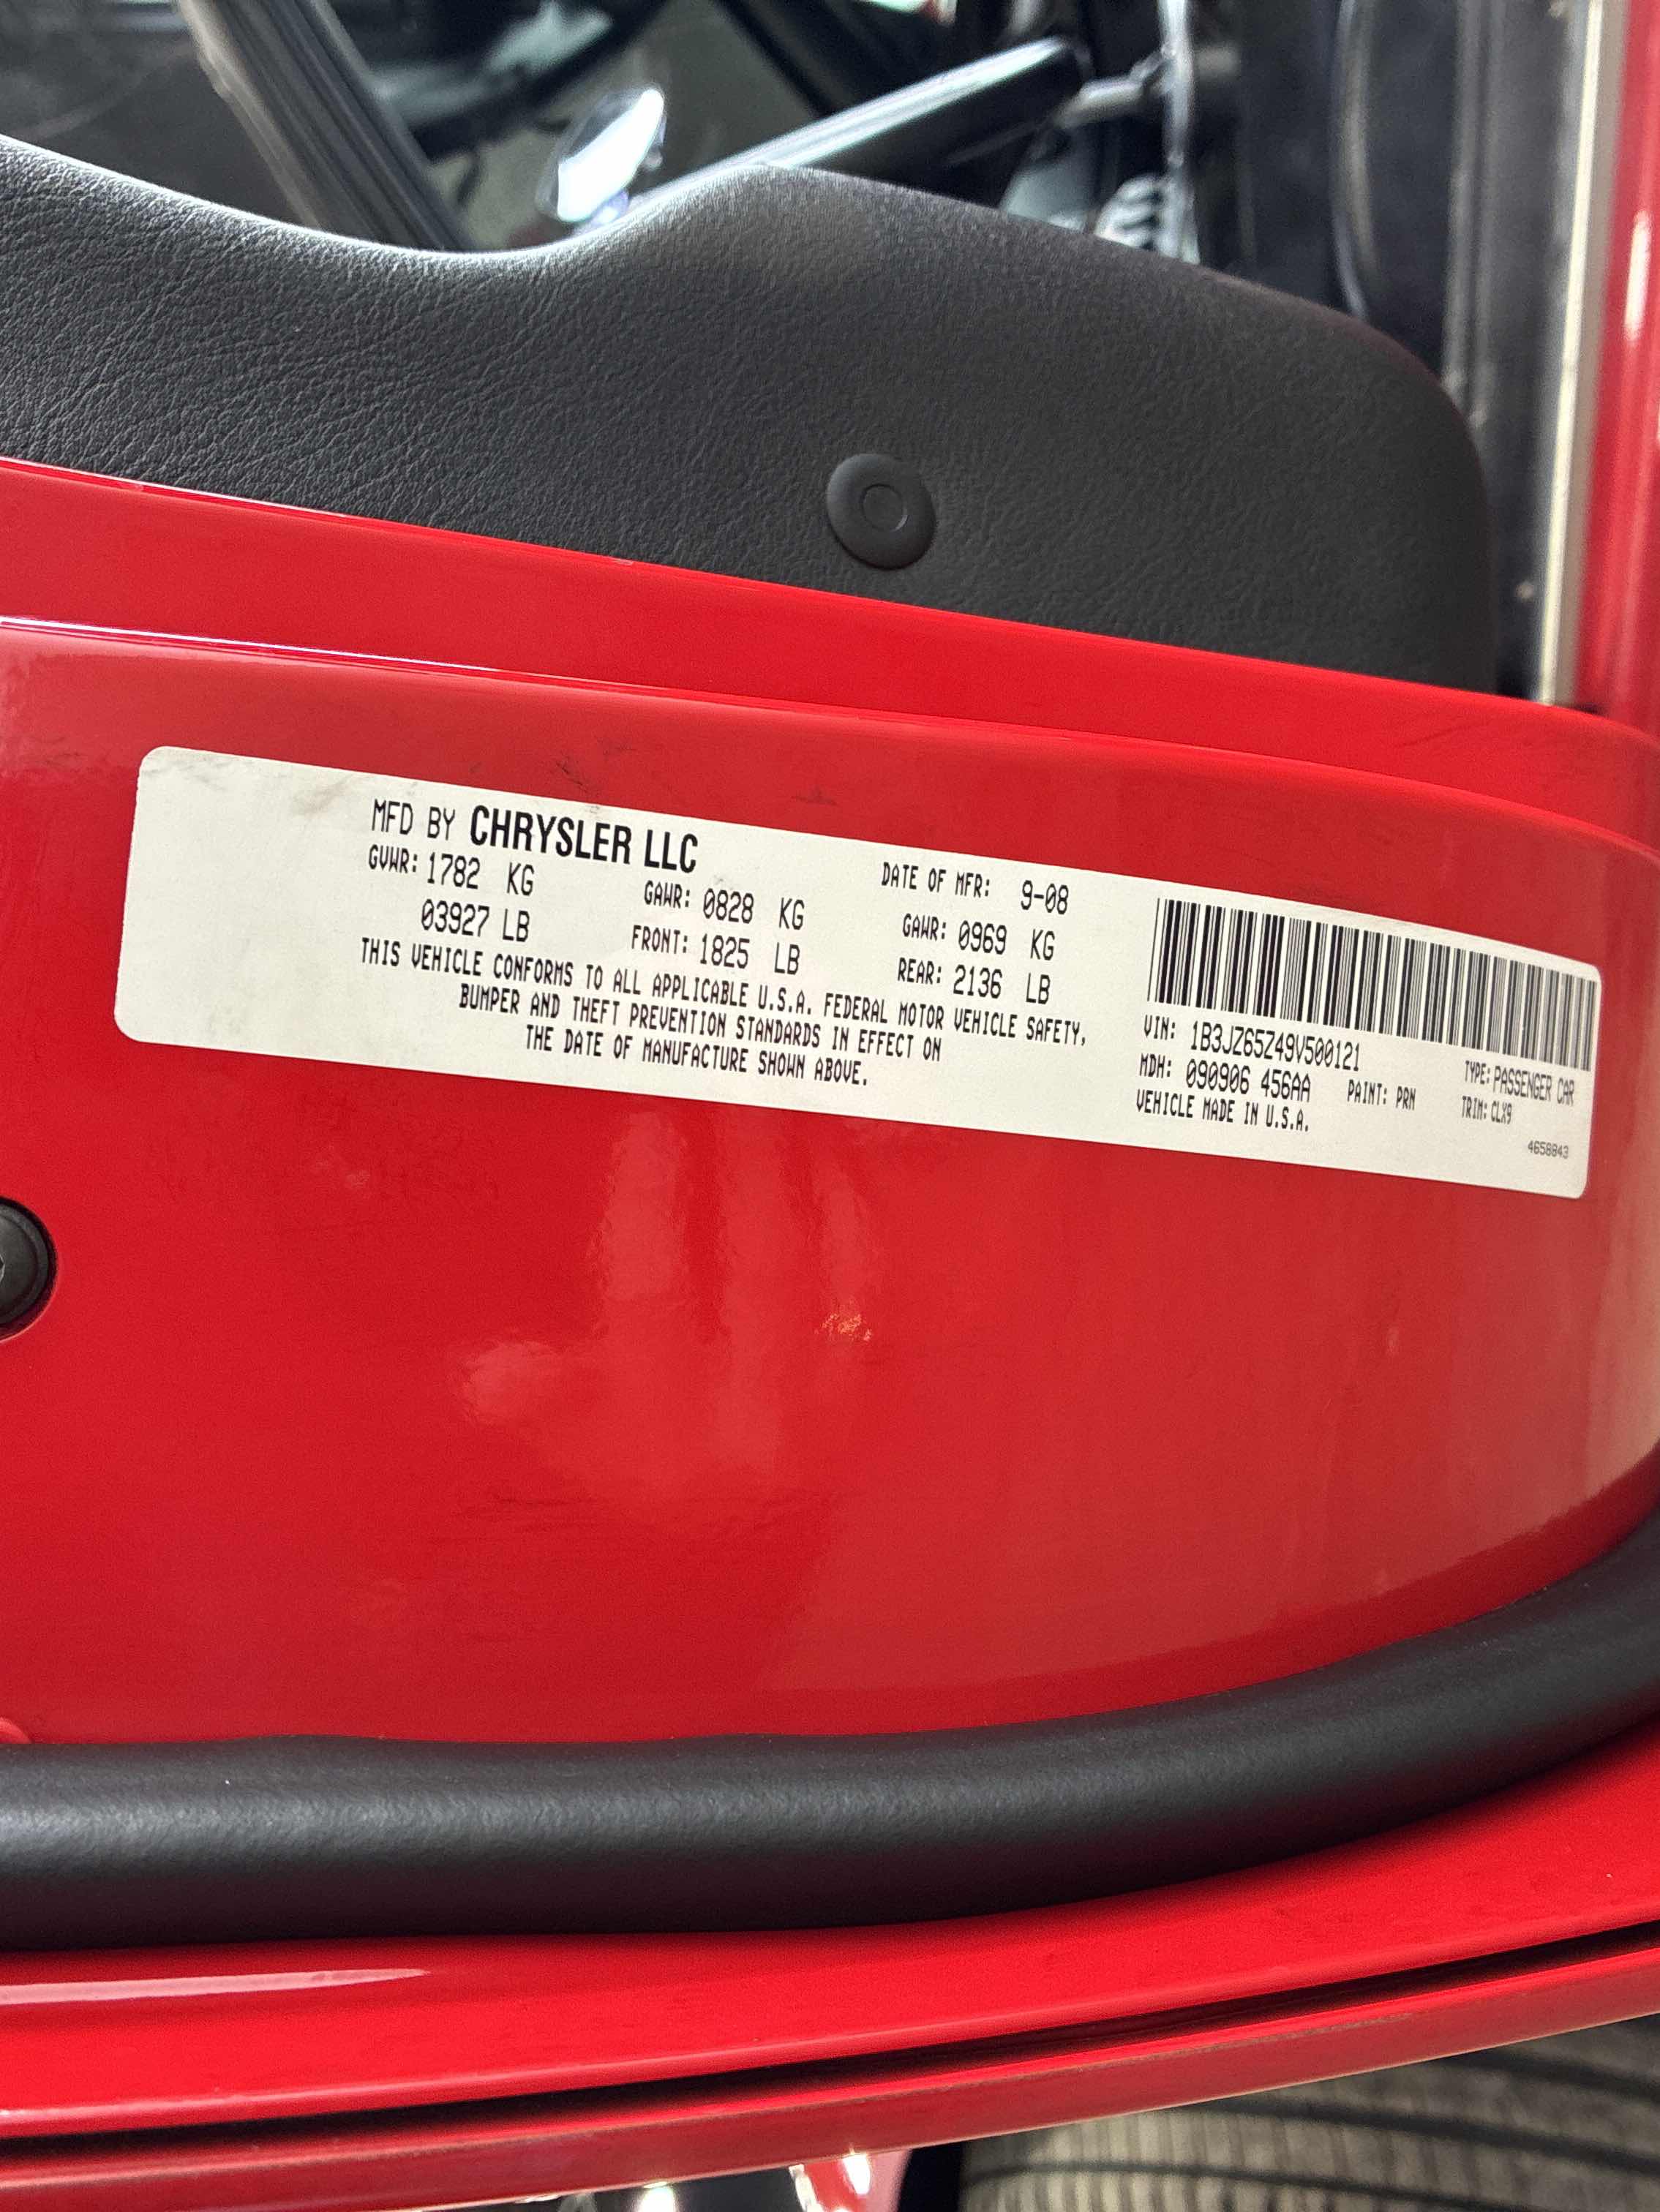 MFD BY CHRYSLER LLC DATE OF MFR: 9-08
GVWR: 1782 KG GAWR: 0828 KG GAWR: 0969 KG
03927 LB FRONT: 1825 LB REAR: 2136 LB
THIS VEHICLE CONFORMS TO ALL APPLICABLE U.S.A. FEDERAL MOTOR VEHICLE SAFETY,
BUMPER AND THEFT PREVENTION STANDARDS IN EFFECT ON
THE DATE OF MANUFACTURE SHOWN ABOVE.
VIN: 1B3JZ65Z49V500121 TYPE: PASSENGER CAR
MDH: 090906 456AA PAINT: PRN TRIM: CLX9
VEHICLE MADE IN U.S.A.
4658843